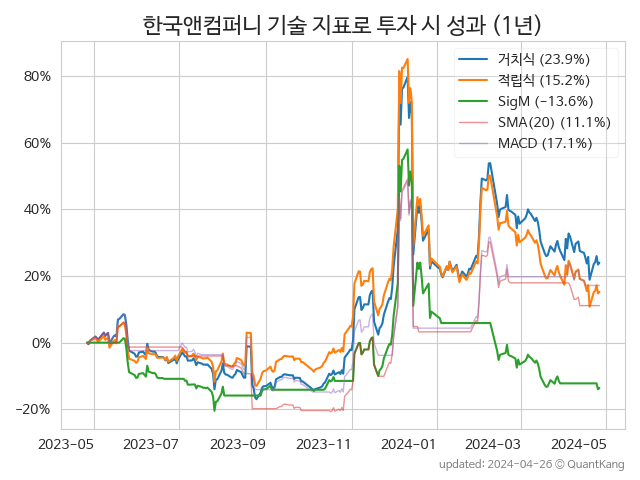 한국앤컴퍼니 기술 지표로 투자 시 성과 (1년)
거치식 (23.9%)
적립식 (15.2%)
SigM (−13.6%)
SMA(20) (11.1%)
MACD (17.1%)
80%
60%
40%
20%
0%
−20%
2023-05
2023-07
2023-09
2023-11
2024-01
2024-03
2024-05
updated: 2024-04-26 © QuantKang